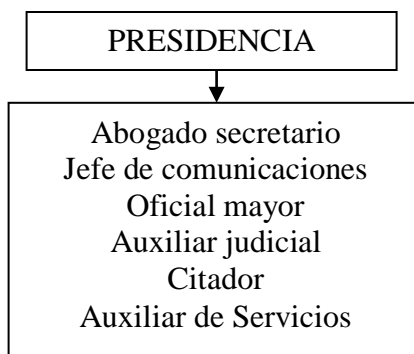 PRESIDENCIA
Abogado secretario
Jefe de comunicaciones
Oficial mayor
Auxiliar judicial
Citador
Auxiliar de Servicios